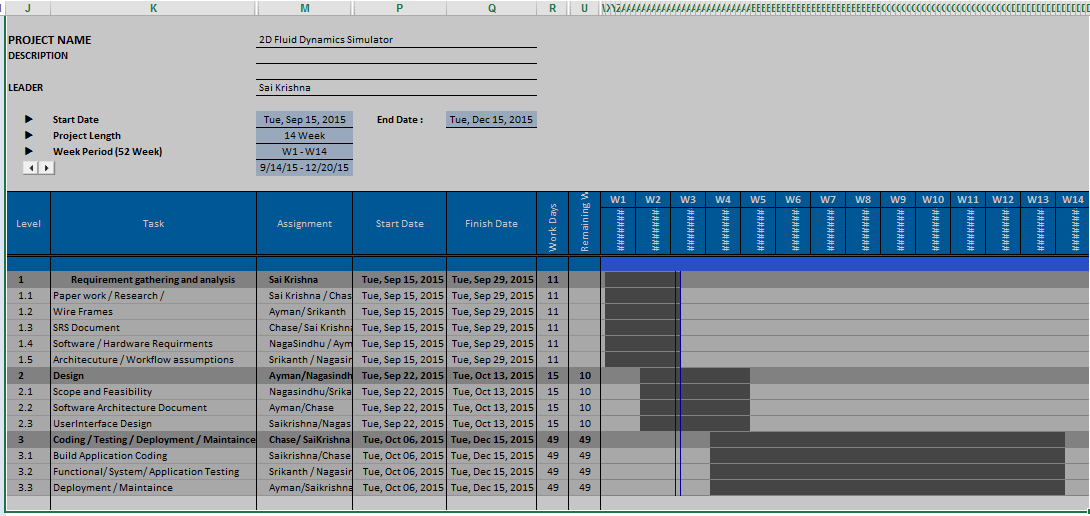 J K M P Q R U
PROJECT NAME 2D Fluid Dynamics Simulator
DESCRIPTION
LEADER Sai Krishna
Start Date Tue, Sep 15, 2015 End Date : Tue, Dec 15, 2015
Project Length 14 Week
Week Period (52 Week) W1 - W14
9/14/15 - 12/20/15
Level Task Assignment Start Date Finish Date Work Days Remaining W W1 W2 W3 W4 W5 W6 W7 W8 W9 W10 W11 W12 W13 W14
1 Requirement gathering and analysis Sai Krishna Tue, Sep 15, 2015 Tue, Sep 29, 2015 11
1.1 Paper work / Research / Sai Krishna / Chas Tue, Sep 15, 2015 Tue, Sep 29, 2015 11
1.2 Wire Frames Ayman/ Srikanth Tue, Sep 15, 2015 Tue, Sep 29, 2015 11
1.3 SRS Document Chase/ Sai Krishna Tue, Sep 15, 2015 Tue, Sep 29, 2015 11
1.4 Software / Hardware Requirments NagaSindhu / Aym Tue, Sep 15, 2015 Tue, Sep 29, 2015 11
1.5 Architecuture / Workflow assumptions Srikanth / Nagasin Tue, Sep 15, 2015 Tue, Sep 29, 2015 11
2 Design Ayman/Nagasindh Tue, Sep 22, 2015 Tue, Oct 13, 2015 15 10
2.1 Scope and Feasibility Nagasindhu/Srika Tue, Sep 22, 2015 Tue, Oct 13, 2015 15 10
2.2 Software Architecture Document Ayman/Chase Tue, Sep 22, 2015 Tue, Oct 13, 2015 15 10
2.3 UserInterface Design Saikrishna/Nagas Tue, Sep 22, 2015 Tue, Oct 13, 2015 15 10
3 Coding / Testing / Deployment / Maintaince Chase/ SaiKrishna Tue, Oct 06, 2015 Tue, Dec 15, 2015 49 49
3.1 Build Application Coding Saikrishna/Chase Tue, Oct 06, 2015 Tue, Dec 15, 2015 49 49
3.2 Functional/ System/ Application Testing Srikanth / Nagasin Tue, Oct 06, 2015 Tue, Dec 15, 2015 49 49
3.3 Deployment / Maintaince Ayman/Saikrishna Tue, Oct 06, 2015 Tue, Dec 15, 2015 49 49